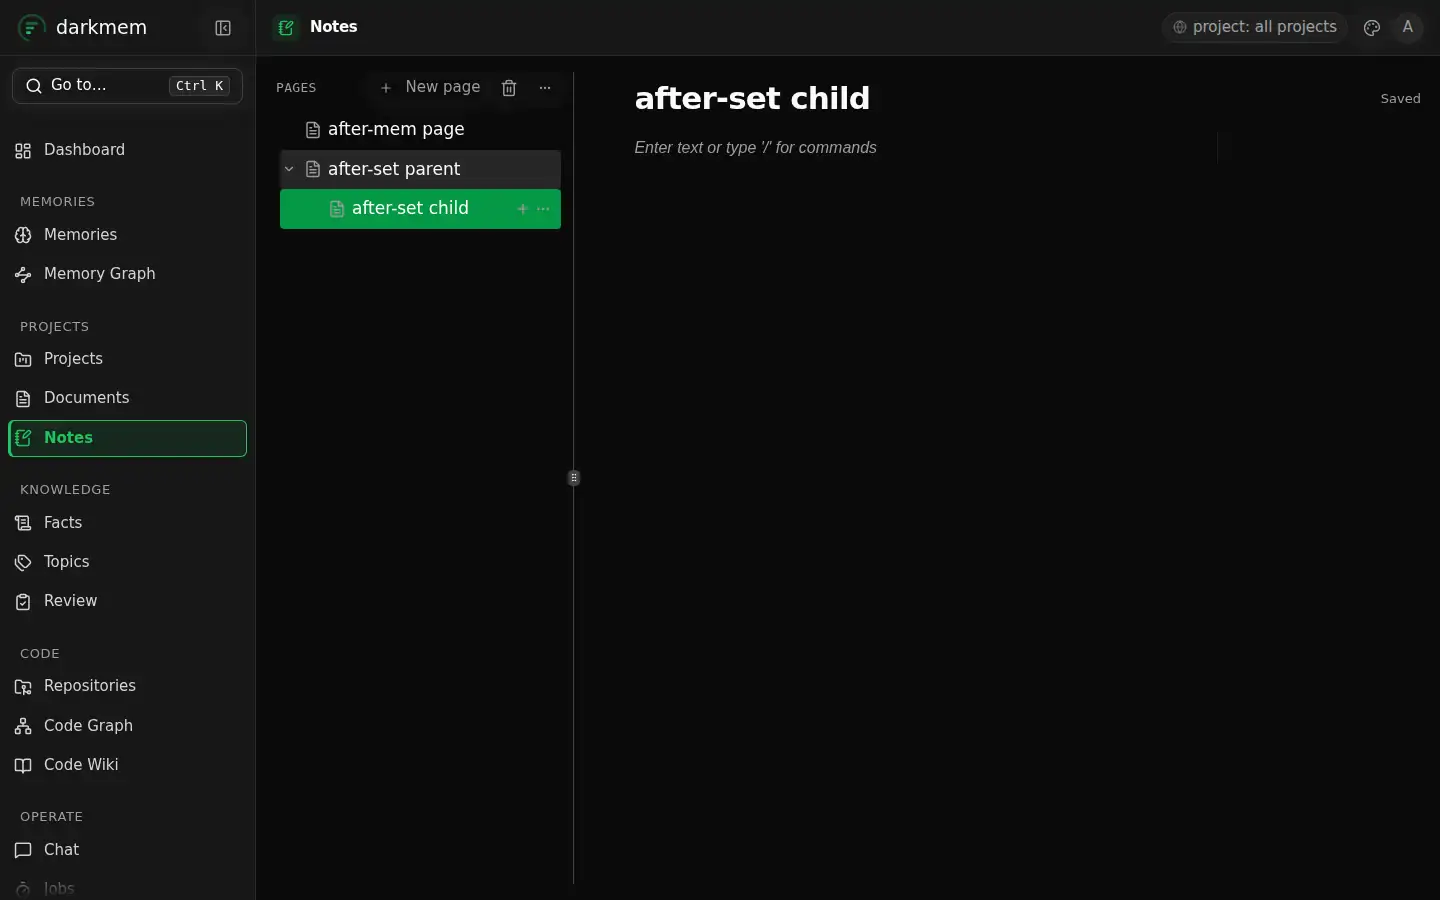 darkmem
Notes
project: all projects
A
Go to...
Ctrl K
Dashboard
MEMORIES
Memories
Memory Graph
PROJECTS
Projects
Documents
Notes
KNOWLEDGE
Facts
Topics
Review
CODE
Repositories
Code Graph
Code Wiki
OPERATE
Chat
Jobs
PAGES
+ New page
...
after-mem page
after-set parent
after-set child
+ ...
after-set child
Saved
Enter text or type '/' for commands